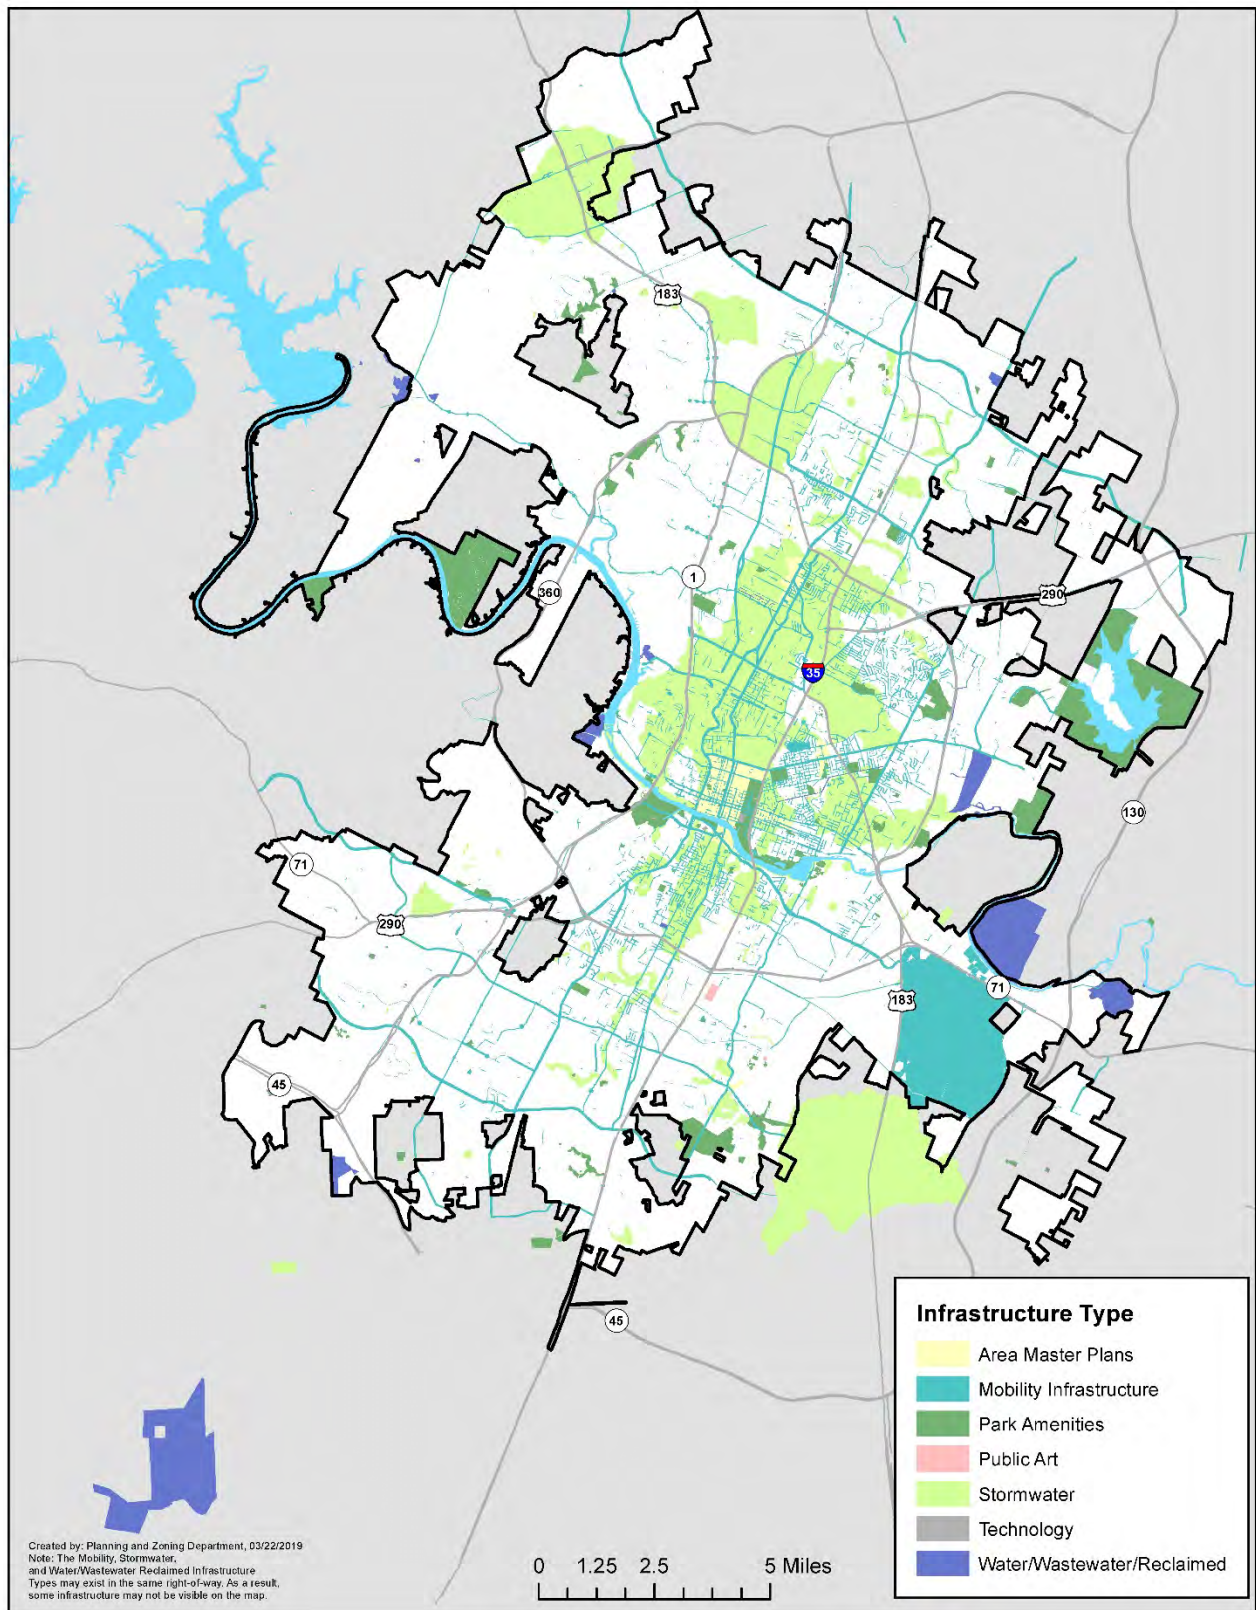 183
1
360
290
35
130
71
290
71
183
45
45
Infrastructure Type
Area Master Plans
Mobility Infrastructure
Park Amenities
Public Art
Stormwater
Technology
Water/Wastewater/Reclaimed
Created by: Planning and Zoning Department, 03/22/2019
Note: The Mobility, Stormwater,
and Water/Wastewater Reclaimed Infrastructure
Types may exist in the same right-of-way. As a result,
some infrastructure may not be visible on the map.
0 1.25 2.5 5 Miles